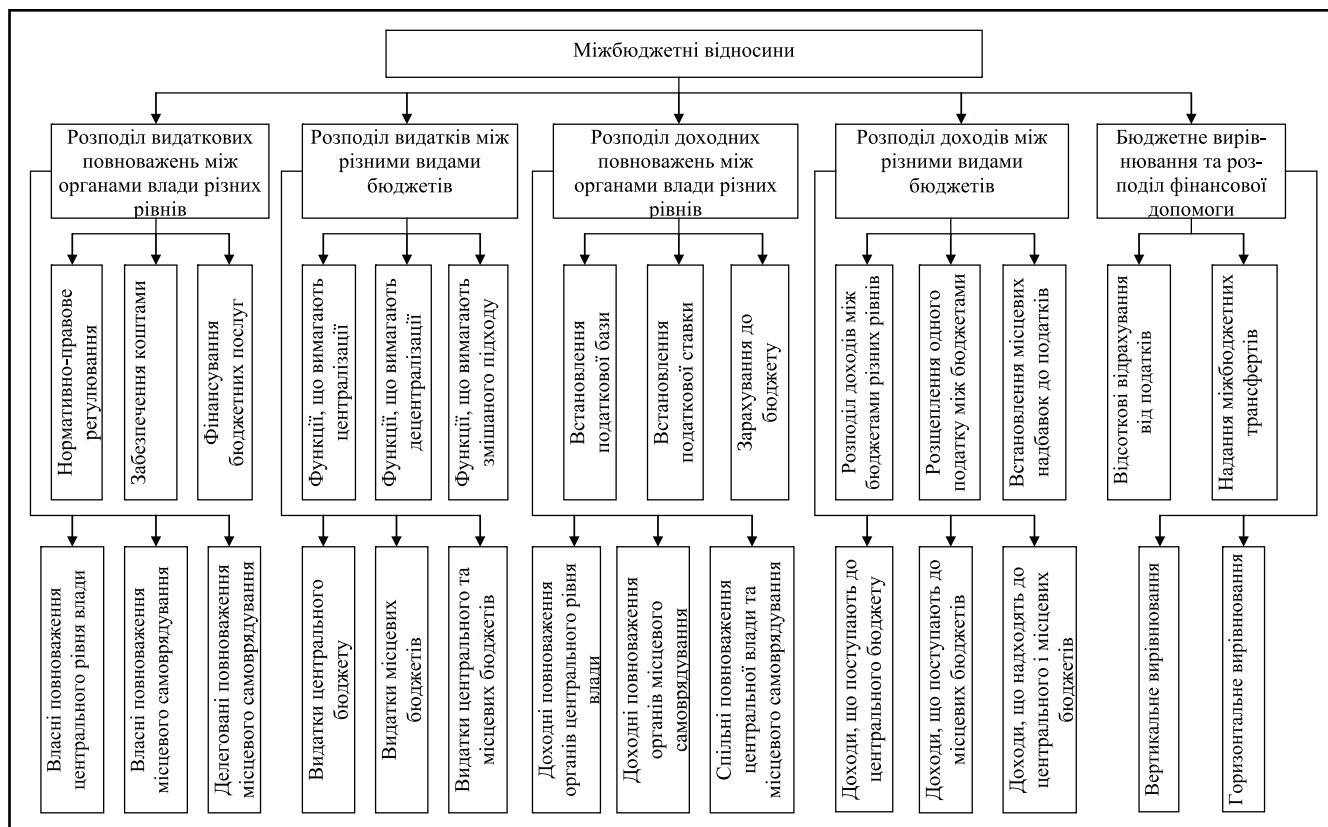 Міжбюджетні відносини
Розподіл видаткових
повноважень між
органами влади різних
рівнів
Розподіл видатків між
різними видами
бюджетів
Розподіл доходних
повноважень між
органами влади різних
рівнів
Розподіл доходів між
різними видами
бюджетів
Бюджетне вирів-
нювання та роз-
поділ фінансової
допомоги
Нормативно-правове
регулювання
Забезпечення коштами
Фінансування
бюджетних послуг
Функції, що вимагають
централізації
Функції, що вимагають
децентралізації
Функції, що вимагають
змішаного підходу
Встановлення
податкової бази
Встановлення
податкової ставки
Зарахування до
бюджету
Розподіл доходів між
бюджетами різних рівнів
Розщеплення одного
податку між бюджетами
Встановлення місцевих
надбавок до податків
Відсоткові відрахування
від податків
Надання міжбюджетних
трансфертів
Власні повноваження
центрального рівня влади
Власні повноваження
місцевого самоврядування
Делеговані повноваження
місцевого самоврядування
Видатки центрального
бюджету
Видатки місцевих
бюджетів
Видатки центрального та
місцевих бюджетів
Доходні повноваження
органів центрального рівня
влади
Доходні повноваження
органів місцевого
самоврядування
Спільні повноваження
центральної влади та
місцевого самоврядування
Доходи, що поступають до
центрального бюджету
Доходи, що поступають до
місцевих бюджетів
Доходи, що надходять до
центрального і місцевих
бюджетів
Вертикальне вирівнювання
Горизонтальне вирівнювання